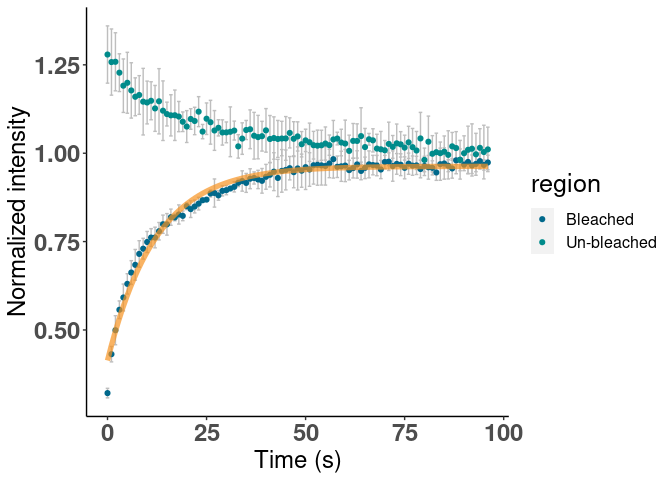 Normalized intensity
1.25
1.00
0.75
0.50
0 25 50 75 100
Time (s)
region
Bleached
Un-bleached